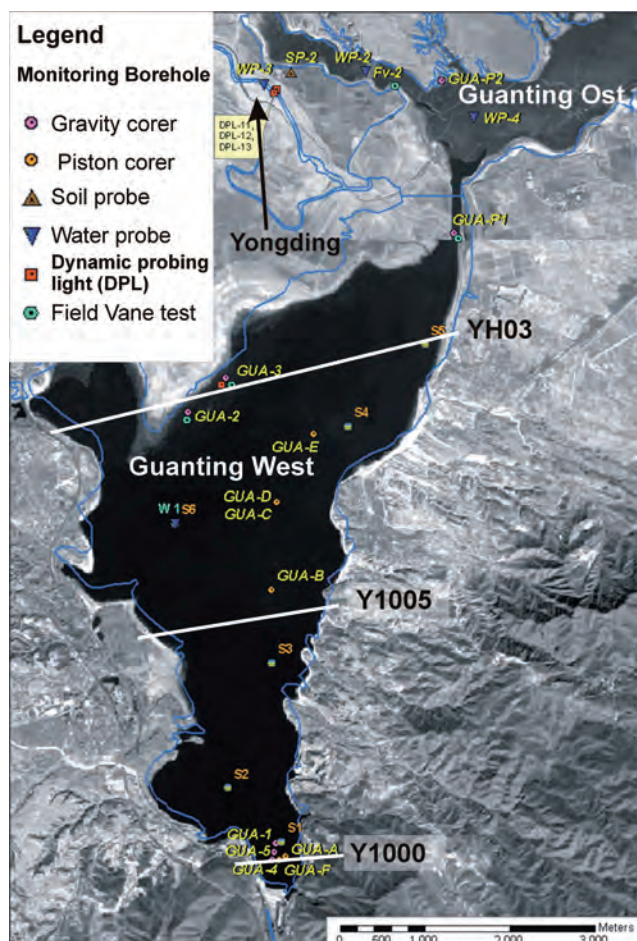 Legend
Monitoring Borehole
Gravity corer
Piston corer
Soil probe
Water probe
Dynamic probing
light (DPL)
Field Vane test
SP-2
WP-2
WP-3
Fv-2
GUA-P2
Guanting Ost.
WP-4
DPL-11,
DPL-12,
DPL-13
Yongding
GUA-P1
S5
YH03
GUA-3
GUA-2
S4
GUA-E
Guanting West
GUA-D
GUA-C
W 1
S6
GUA-B
Y1005
S3
S2
GUA-1
S1
GUA-5
GUA-A
Y1000
GUA-4
GUA-F
Meters
0 500 1,000 2,000 3,000